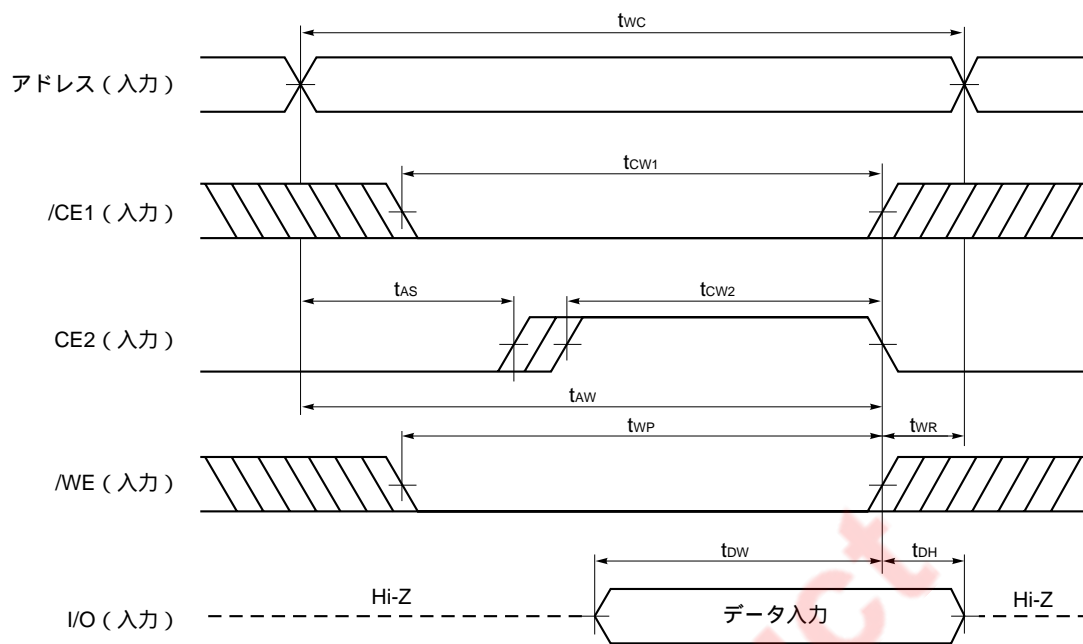 tWC
アドレス（入力）
tCW1
/CE1（入力）
tAS
tCW2
CE2（入力）
tAW
tWP
tWR
/WE（入力）
tDW
tDH
Hi-Z
データ入力
Hi-Z
I/O（入力）